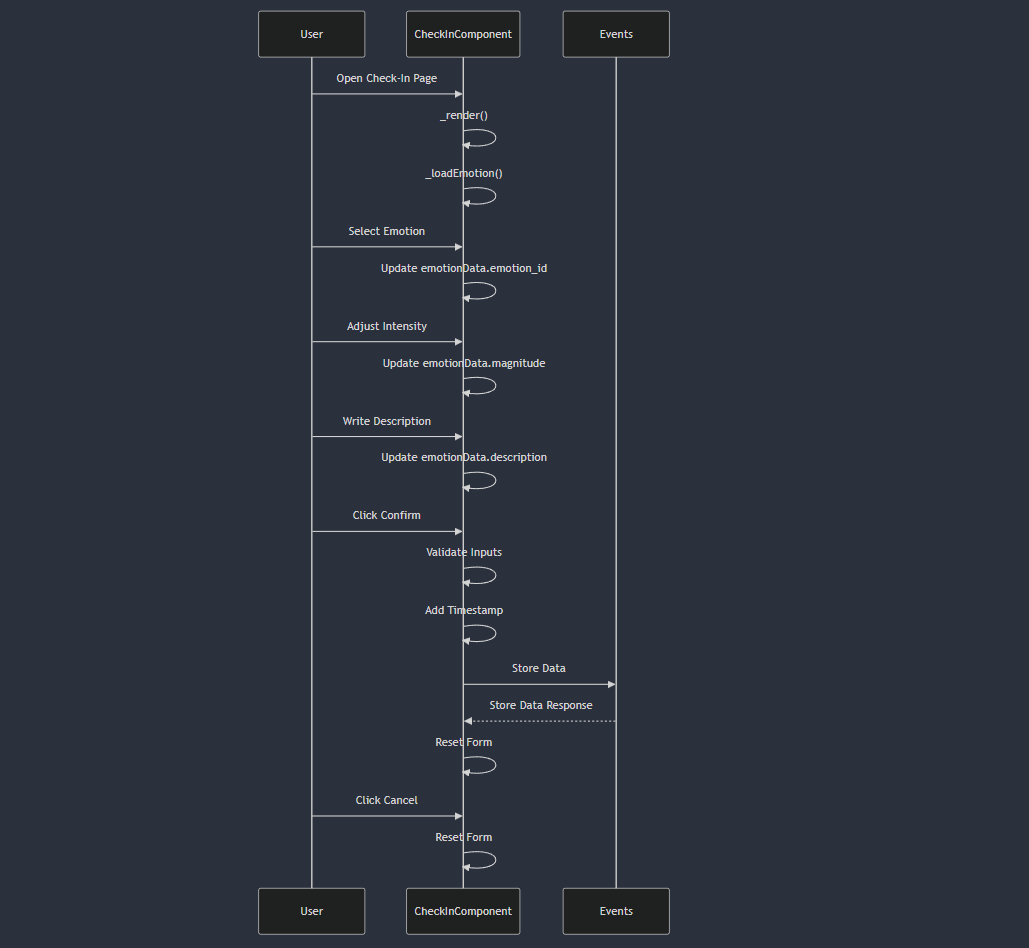 User
CheckInComponent
Events
Open Check-In Page
_render()
_loadEmotion()
Select Emotion
Update emotionData.emotion_id
Adjust Intensity
Update emotionData.magnitude
Write Description
Update emotionData.description
Click Confirm
Validate Inputs
Add Timestamp
Store Data
Store Data Response
Reset Form
Click Cancel
Reset Form
User
CheckInComponent
Events